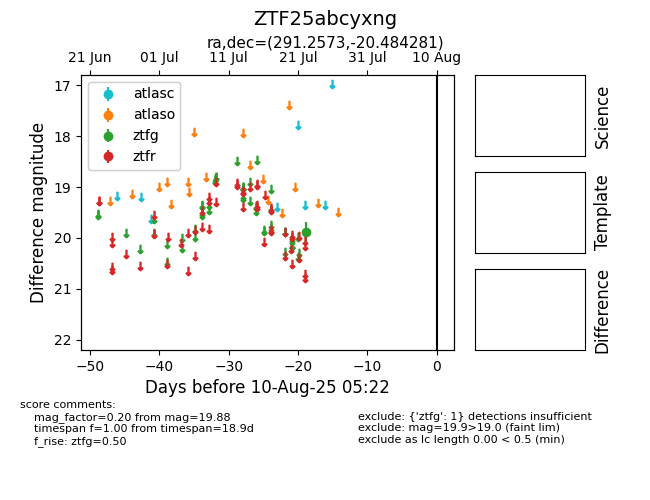 ZTF25abcyxng
ra,dec=(291.2573,-20.484281)
21 Jun 01 Jul 11 Jul 21 Jul 31 Jul 10 Aug
17
18
19
20
21
22
Difference magnitude
atlasc
atlaso
ztfg
ztfr
−50 −40 −30 −20 −10 0
Days before 10-Aug-25 05:22
Science
Template
Difference
score comments:
mag_factor=0.20 from mag=19.88
timespan f=1.00 from timespan=18.9d
f_rise: ztfg=0.50
exclude: {'ztfg': 1} detections insufficient
exclude: mag=19.9>19.0 (faint lim)
exclude as lc length 0.00 < 0.5 (min)